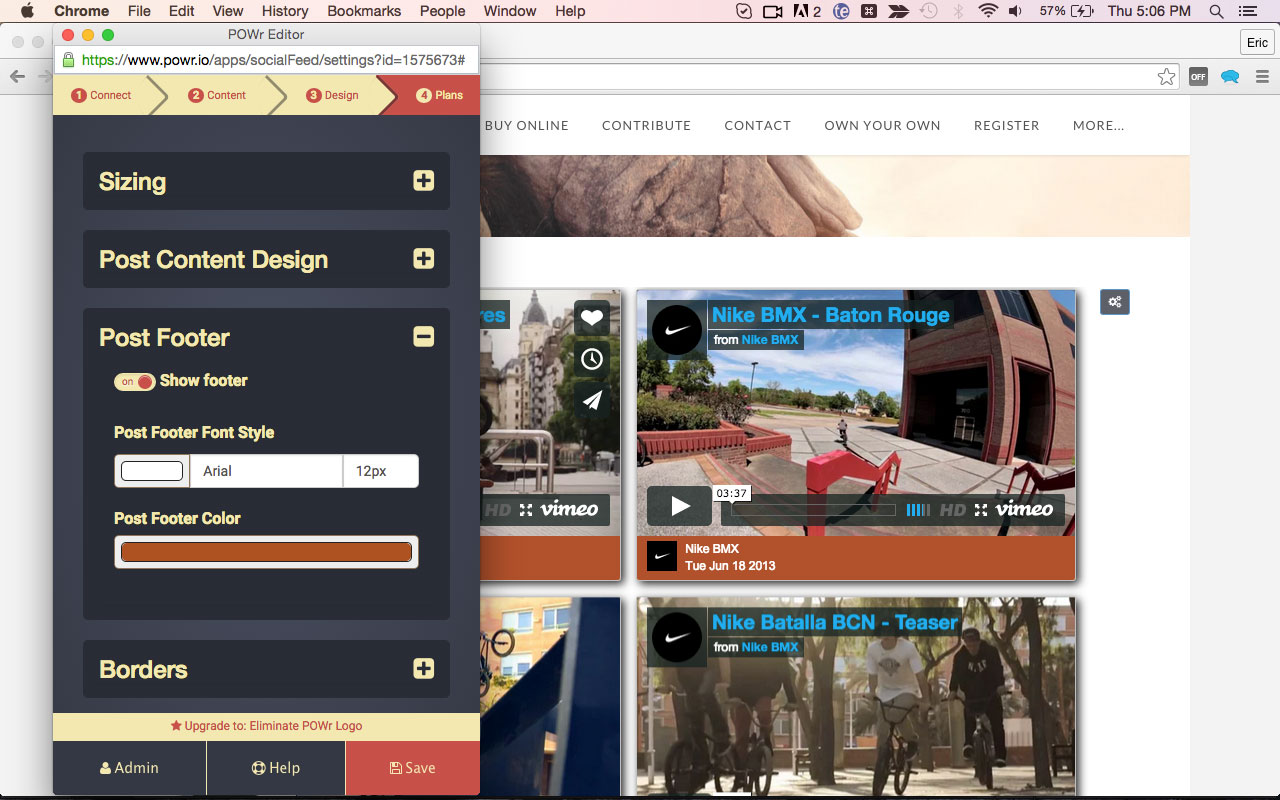 Chrome File Edit View History Bookmarks People Window Help 2 57% Thu 5:06 PM
POWr Editor
Eric
https://www.powr.io/apps/socialFeed/settings?id=1575673#
OFF
1 Connect 2 Content 3 Design 4 Plans
BUY ONLINE CONTRIBUTE CONTACT OWN YOUR OWN REGISTER MORE...
Sizing
Post Content Design
Post Footer
on Show footer
Post Footer Font Style
Arial 12px
Post Footer Color
Borders
Upgrade to: Eliminate POWr Logo
Admin Help Save
res
HD vimeo
Nike BMX - Baton Rouge
from Nike BMX
03:37
HD vimeo
Nike BMX
Tue Jun 18 2013
Nike Batalla BCN - Teaser
from Nike BMX